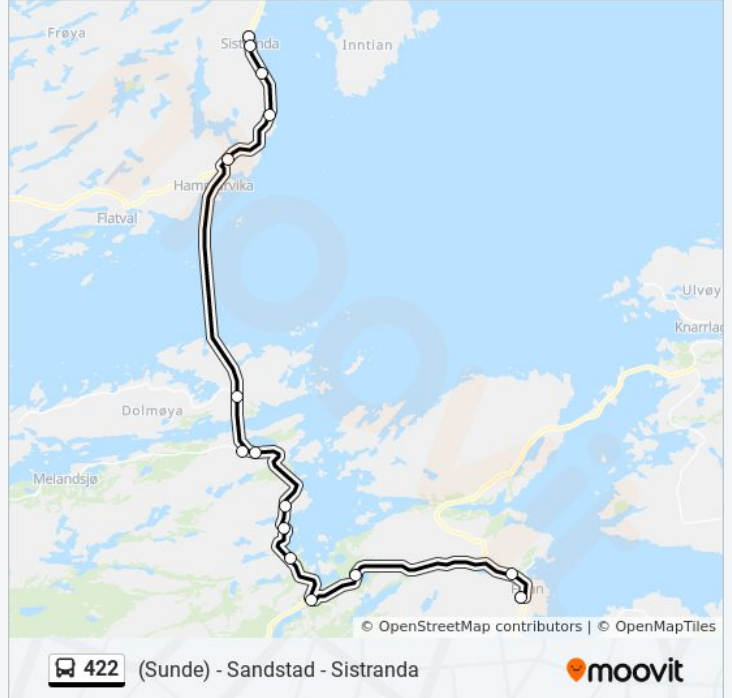 Frøya
Sistranda
Inntian
Hammarvika
Flatval
Ulvøy
Knarrlag
Dolmøya
Melandsjø
© OpenStreetMap contributors | © OpenMapTiles
422 (Sunde) - Sandstad - Sistranda
moovit